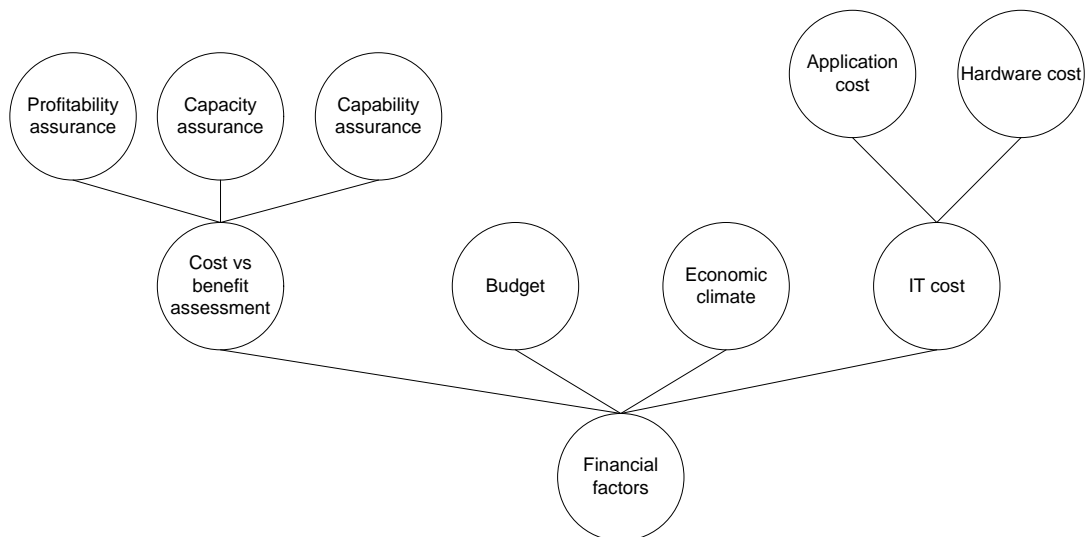 Application
cost
Hardware cost
Profitability
assurance
Capacity
assurance
Capability
assurance
Cost vs
benefit
assessment
Budget
Economic
climate
IT cost
Financial
factors